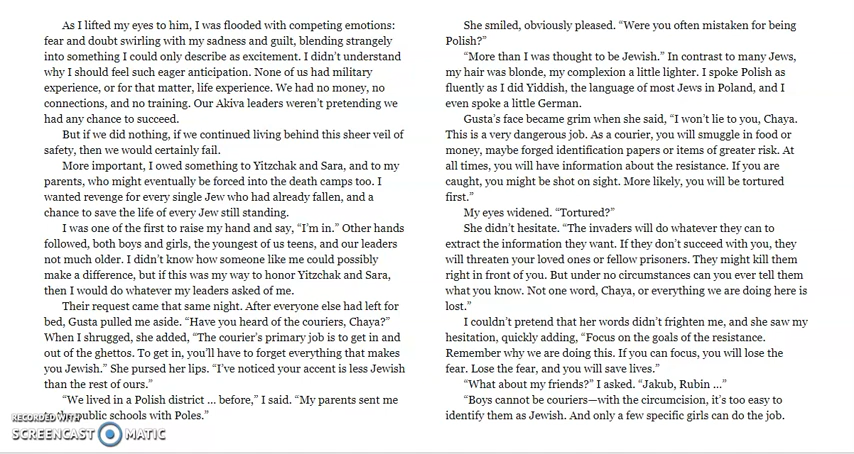 As I lifted my eyes to him, I was flooded with competing emotions:
fear and doubt swirling with my sadness and guilt, blending strangely
into something I could only describe as excitement. I didn't understand
why I should feel such eager anticipation. None of us had military
experience, or for that matter, life experience. We had no money, no
connections, and no training. Our Akiva leaders weren't pretending we
had any chance to succeed.
But if we did nothing, if we continued living behind this sheer veil of
safety, then we would certainly fail.
More important, I owed something to Yitzchak and Sara, and to my
parents, who might eventually be forced into the death camps too. I
wanted revenge for every single Jew who had already fallen, and a
chance to save the life of every Jew still standing.
I was one of the first to raise my hand and say, “I'm in.” Other hands
followed, both boys and girls, the youngest of us teens, and our leaders
not much older. I didn't know how someone like me could possibly
make a difference, but if this was my way to honor Yitzchak and Sara,
then I would do whatever my leaders asked of me.
Their request came that same night. After everyone else had left for
bed, Gusta pulled me aside. “Have you heard of the couriers, Chaya?”
When I shrugged, she added, “The courier's primary job is to get in and
out of the ghettos. To get in, you'll have to forget everything that makes
you Jewish.” She pursed her lips. “I've noticed your accent is less Jewish
than the rest of ours.”
“We lived in a Polish district ... before,” I said. “My parents sent me
public schools with Poles.”
RECORDED WITH
SCREENCAST MATIC
She smiled, obviously pleased. “Were you often mistaken for being
Polish?”
“More than I was thought to be Jewish.” In contrast to many Jews,
my hair was blonde, my complexion a little lighter. I spoke Polish as
fluently as I did Yiddish, the language of most Jews in Poland, and I
even spoke a little German.
Gusta's face became grim when she said, “I won't lie to you, Chaya.
This is a very dangerous job. As a courier, you will smuggle in food or
money, maybe forged identification papers or items of greater risk. At
all times, you will have information about the resistance. If you are
caught, you might be shot on sight. More likely, you will be tortured
first.”
My eyes widened. “Tortured?”
She didn't hesitate. “The invaders will do whatever they can to
extract the information they want. If they don't succeed with you, they
will threaten your loved ones or fellow prisoners. They might kill them
right in front of you. But under no circumstances can you ever tell them
what you know. Not one word, Chaya, or everything we are doing here is
lost.”
I couldn't pretend that her words didn't frighten me, and she saw my
hesitation, quickly adding, “Focus on the goals of the resistance.
Remember why we are doing this. If you can focus, you will lose the
fear. Lose the fear, and you will save lives.”
“What about my friends?” I asked. “Jakub, Rubin ...”
“Boys cannot be couriers—with the circumcision, it's too easy to
identify them as Jewish. And only a few specific girls can do the job.